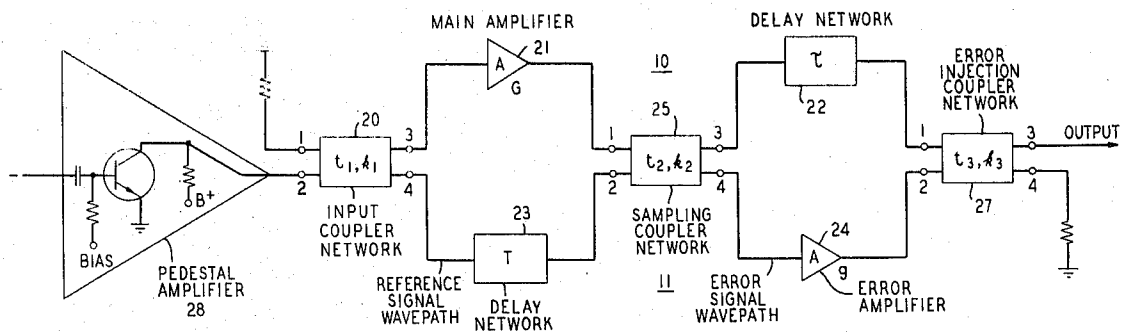 MAIN AMPLIFIER
21
A
G
10
DELAY NETWORK
τ
22
ERROR
INJECTION
COUPLER
NETWORK
20
1
3
t₁, k₁
2
4
INPUT
COUPLER
NETWORK
25
1
3
t₂, k₂
2
4
SAMPLING
COUPLER
NETWORK
1
3
OUTPUT
t₃, k₃
2
4
27
B+
BIAS
PEDESTAL
AMPLIFIER
28
23
T
REFERENCE
SIGNAL
WAVEPATH
DELAY
NETWORK
11
24
A
g
ERROR
SIGNAL
WAVEPATH
ERROR
AMPLIFIER